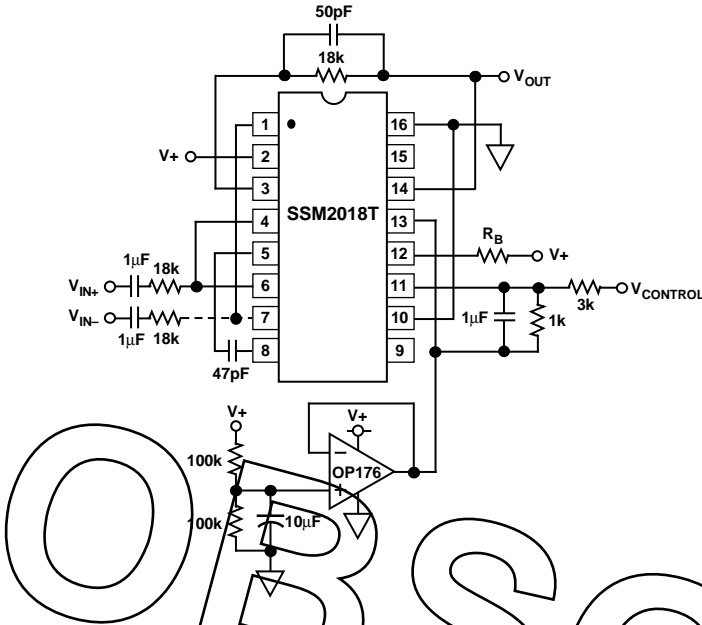 50pF
18k
V_OUT
1
16
V+
2
15
3
14
SSM2018T
4
13
5
12
R_B
V+
1μF
18k
V_IN+
6
11
V_CONTROL
3k
V_IN–
7
10
1μF
1k
1μF
18k
8
9
47pF
V+
V+
100k
–
OP176
+
100k
10μF
OBSO